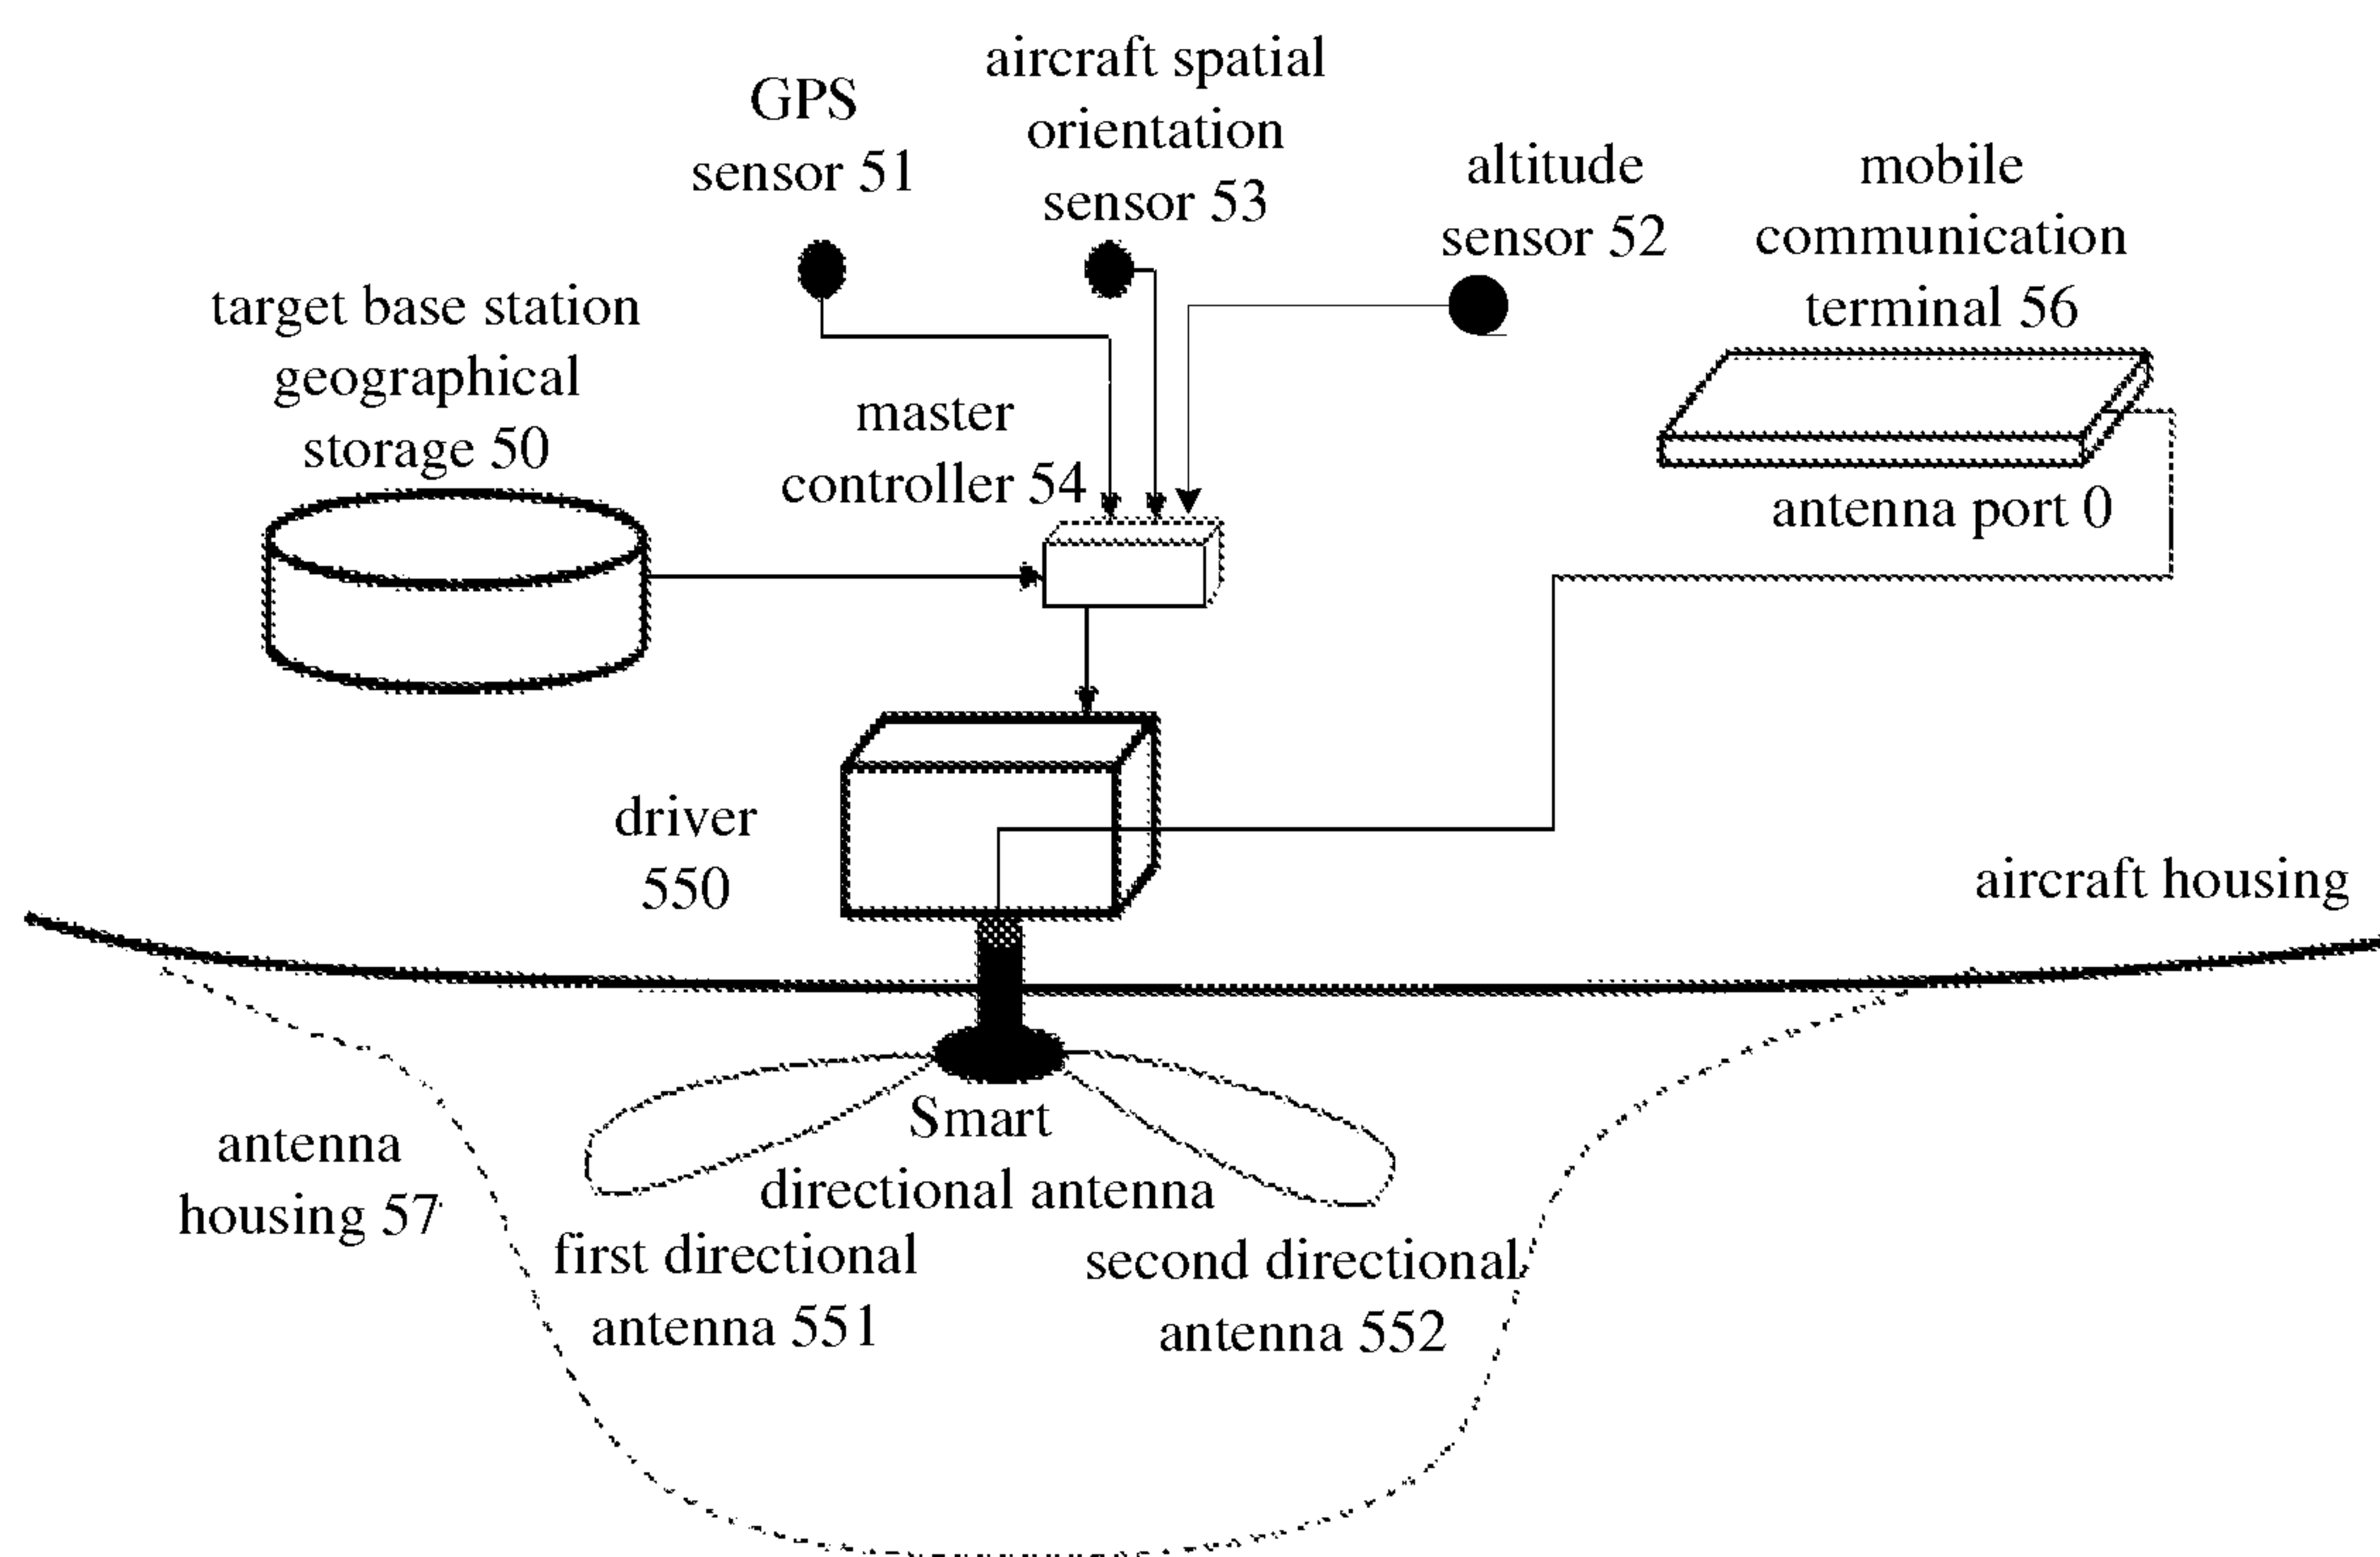 GPS
sensor 51
aircraft spatial
orientation
sensor 53
altitude
sensor 52
mobile
communication
terminal 56
target base station
geographical
storage 50
master
controller 54
antenna port 0
driver
550
aircraft housing
antenna
housing 57
Smart
directional antenna
first directional
antenna 551
second directional
antenna 552